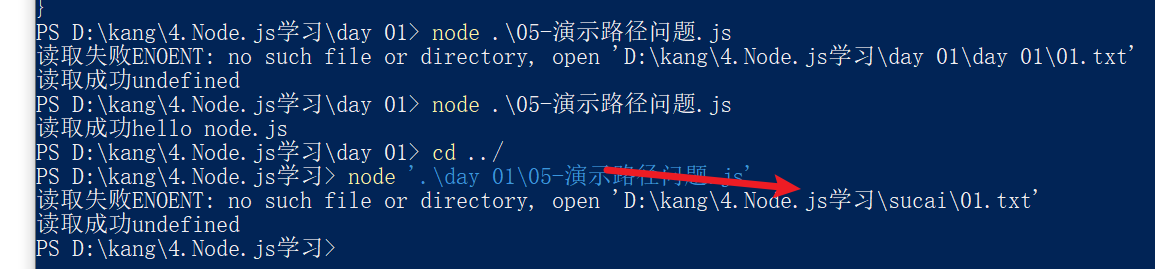 }
PS D:\kang\4.Node.js学习\day 01> node .\05-演示路径问题.js
读取失败ENOENT: no such file or directory, open 'D:\kang\4.Node.js学习\day 01\day 01\01.txt'
读取成功undefined
PS D:\kang\4.Node.js学习\day 01> node .\05-演示路径问题.js
读取成功hello node.js
PS D:\kang\4.Node.js学习\day 01> cd ../
PS D:\kang\4.Node.js学习> node '.\day 01\05-演示路径问题.js'
读取失败ENOENT: no such file or directory, open 'D:\kang\4.Node.js学习\sucai\01.txt'
读取成功undefined
PS D:\kang\4.Node.js学习>